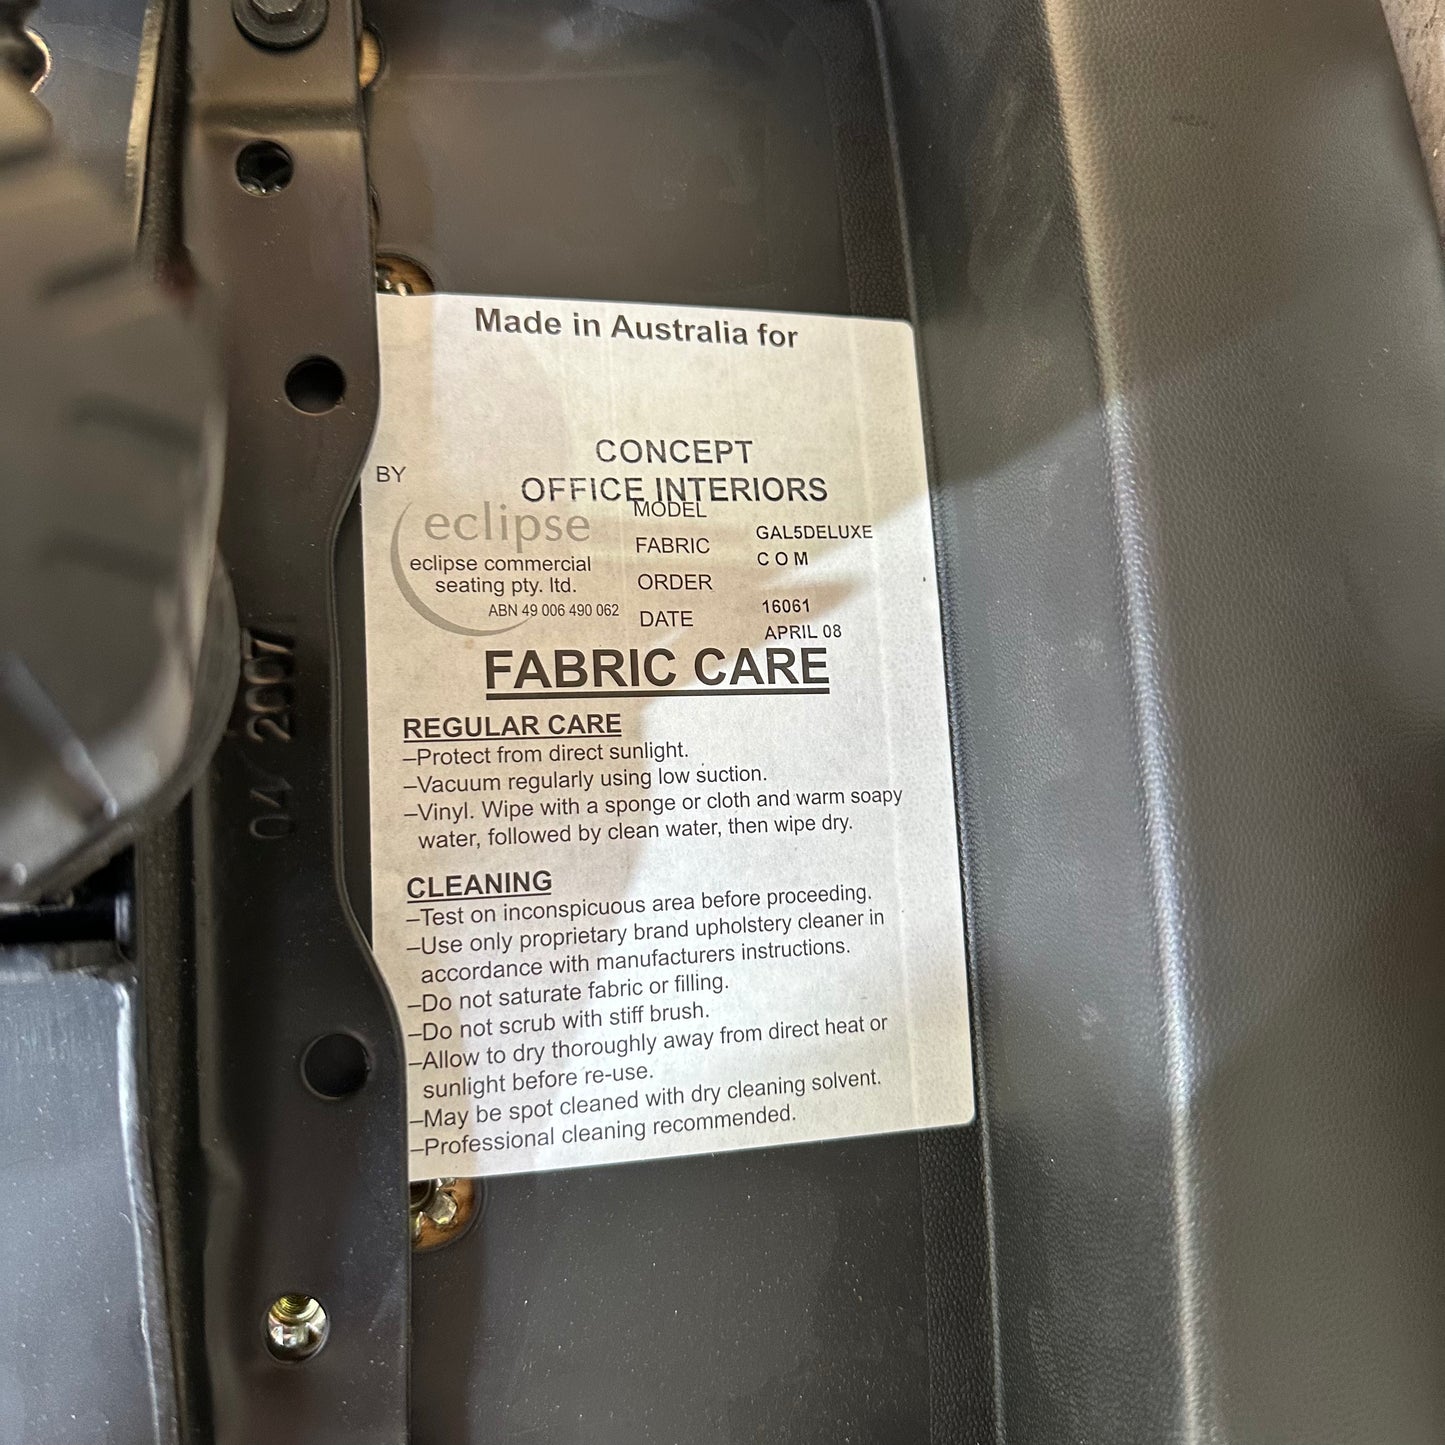 Made in Australia for
CONCEPT
OFFICE INTERIORS
BY
eclipse
eclipse commercial
seating pty. ltd.
ABN 49 006 490 062
MODEL
GAL5DELUXE
FABRIC
C O M
ORDER
16061
DATE
APRIL 08
FABRIC CARE
REGULAR CARE
–Protect from direct sunlight.
–Vacuum regularly using low suction.
–Vinyl. Wipe with a sponge or cloth and warm soapy
water, followed by clean water, then wipe dry.
CLEANING
–Test on inconspicuous area before proceeding.
–Use only proprietary brand upholstery cleaner in
accordance with manufacturers instructions.
–Do not saturate fabric or filling.
–Do not scrub with stiff brush.
–Allow to dry thoroughly away from direct heat or
sunlight before re-use.
–May be spot cleaned with dry cleaning solvent.
–Professional cleaning recommended.
04 / 2007